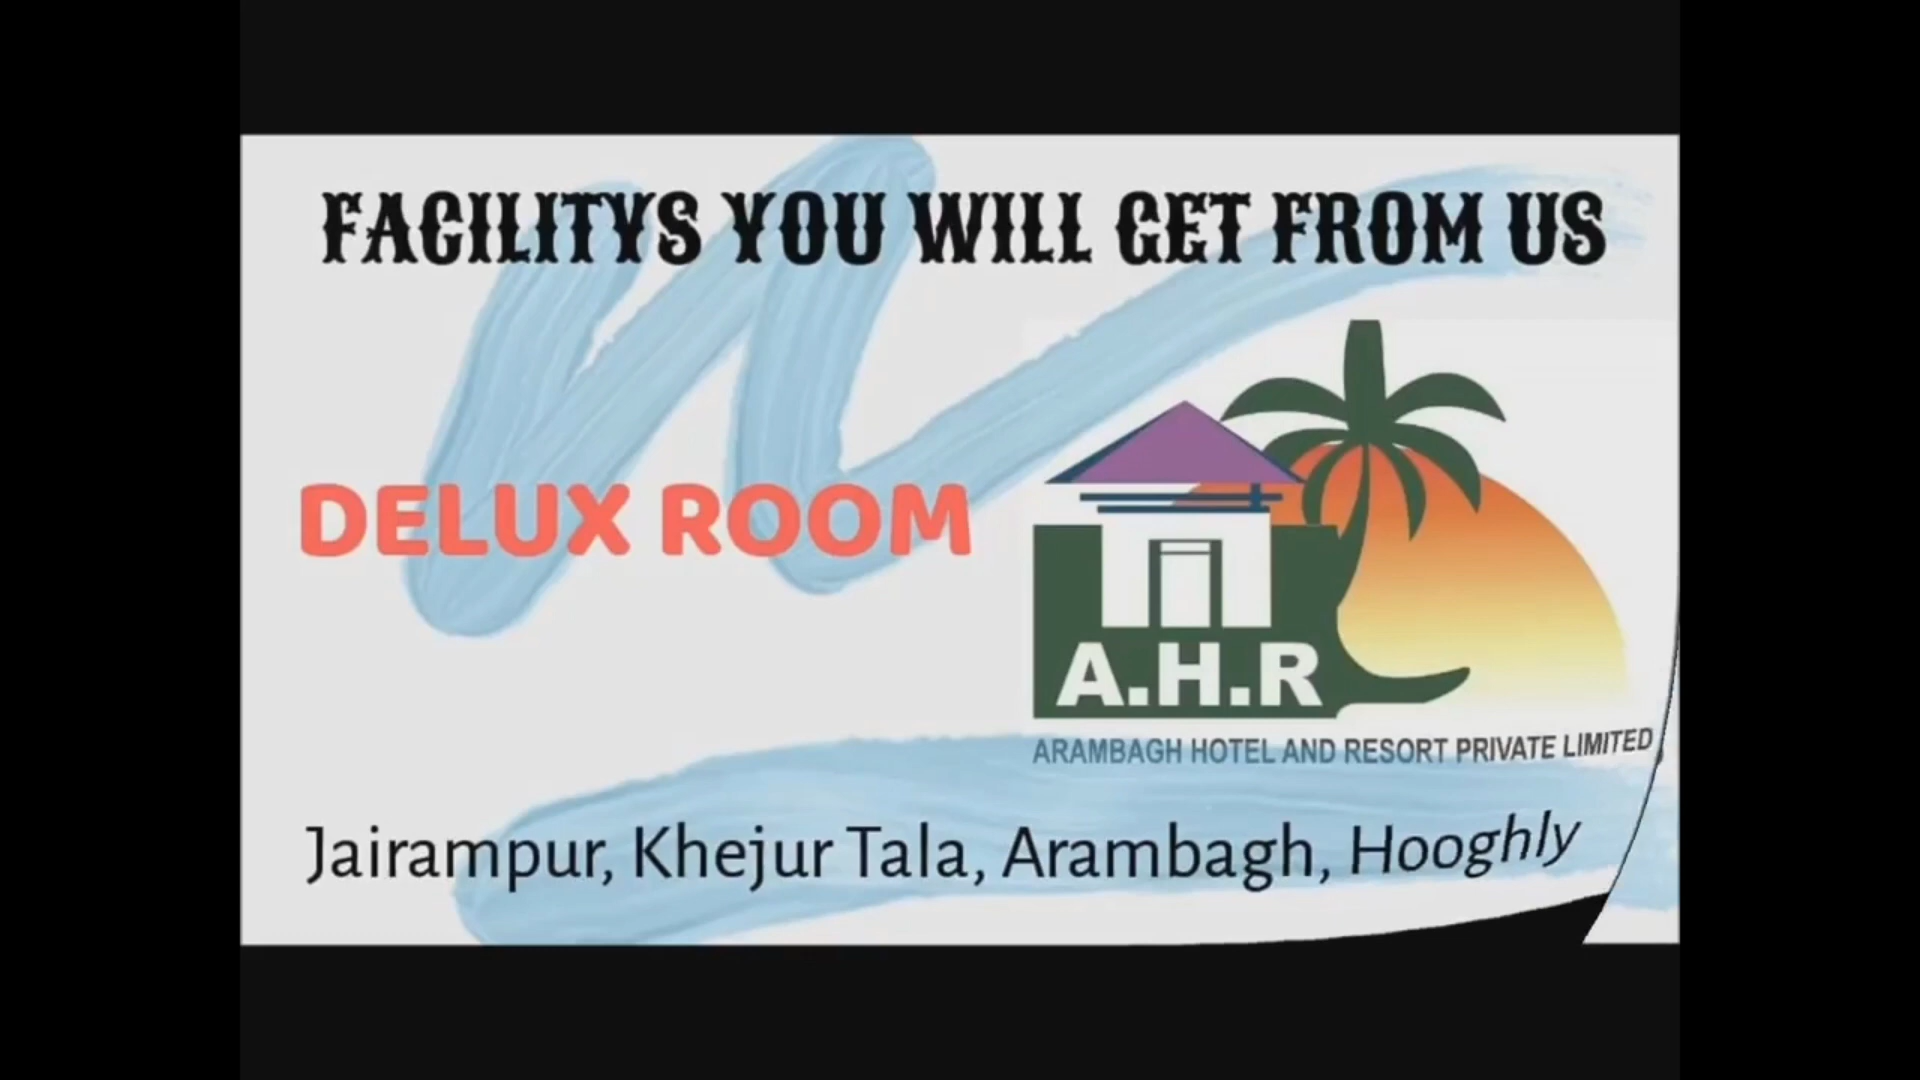 FACILITYS YOU WILL GET FROM US
DELUX ROOM
A.H.R
ARAMBAGH HOTEL AND RESORT PRIVATE LIMITED
Jairampur, Khejur Tala, Arambagh, Hooghly